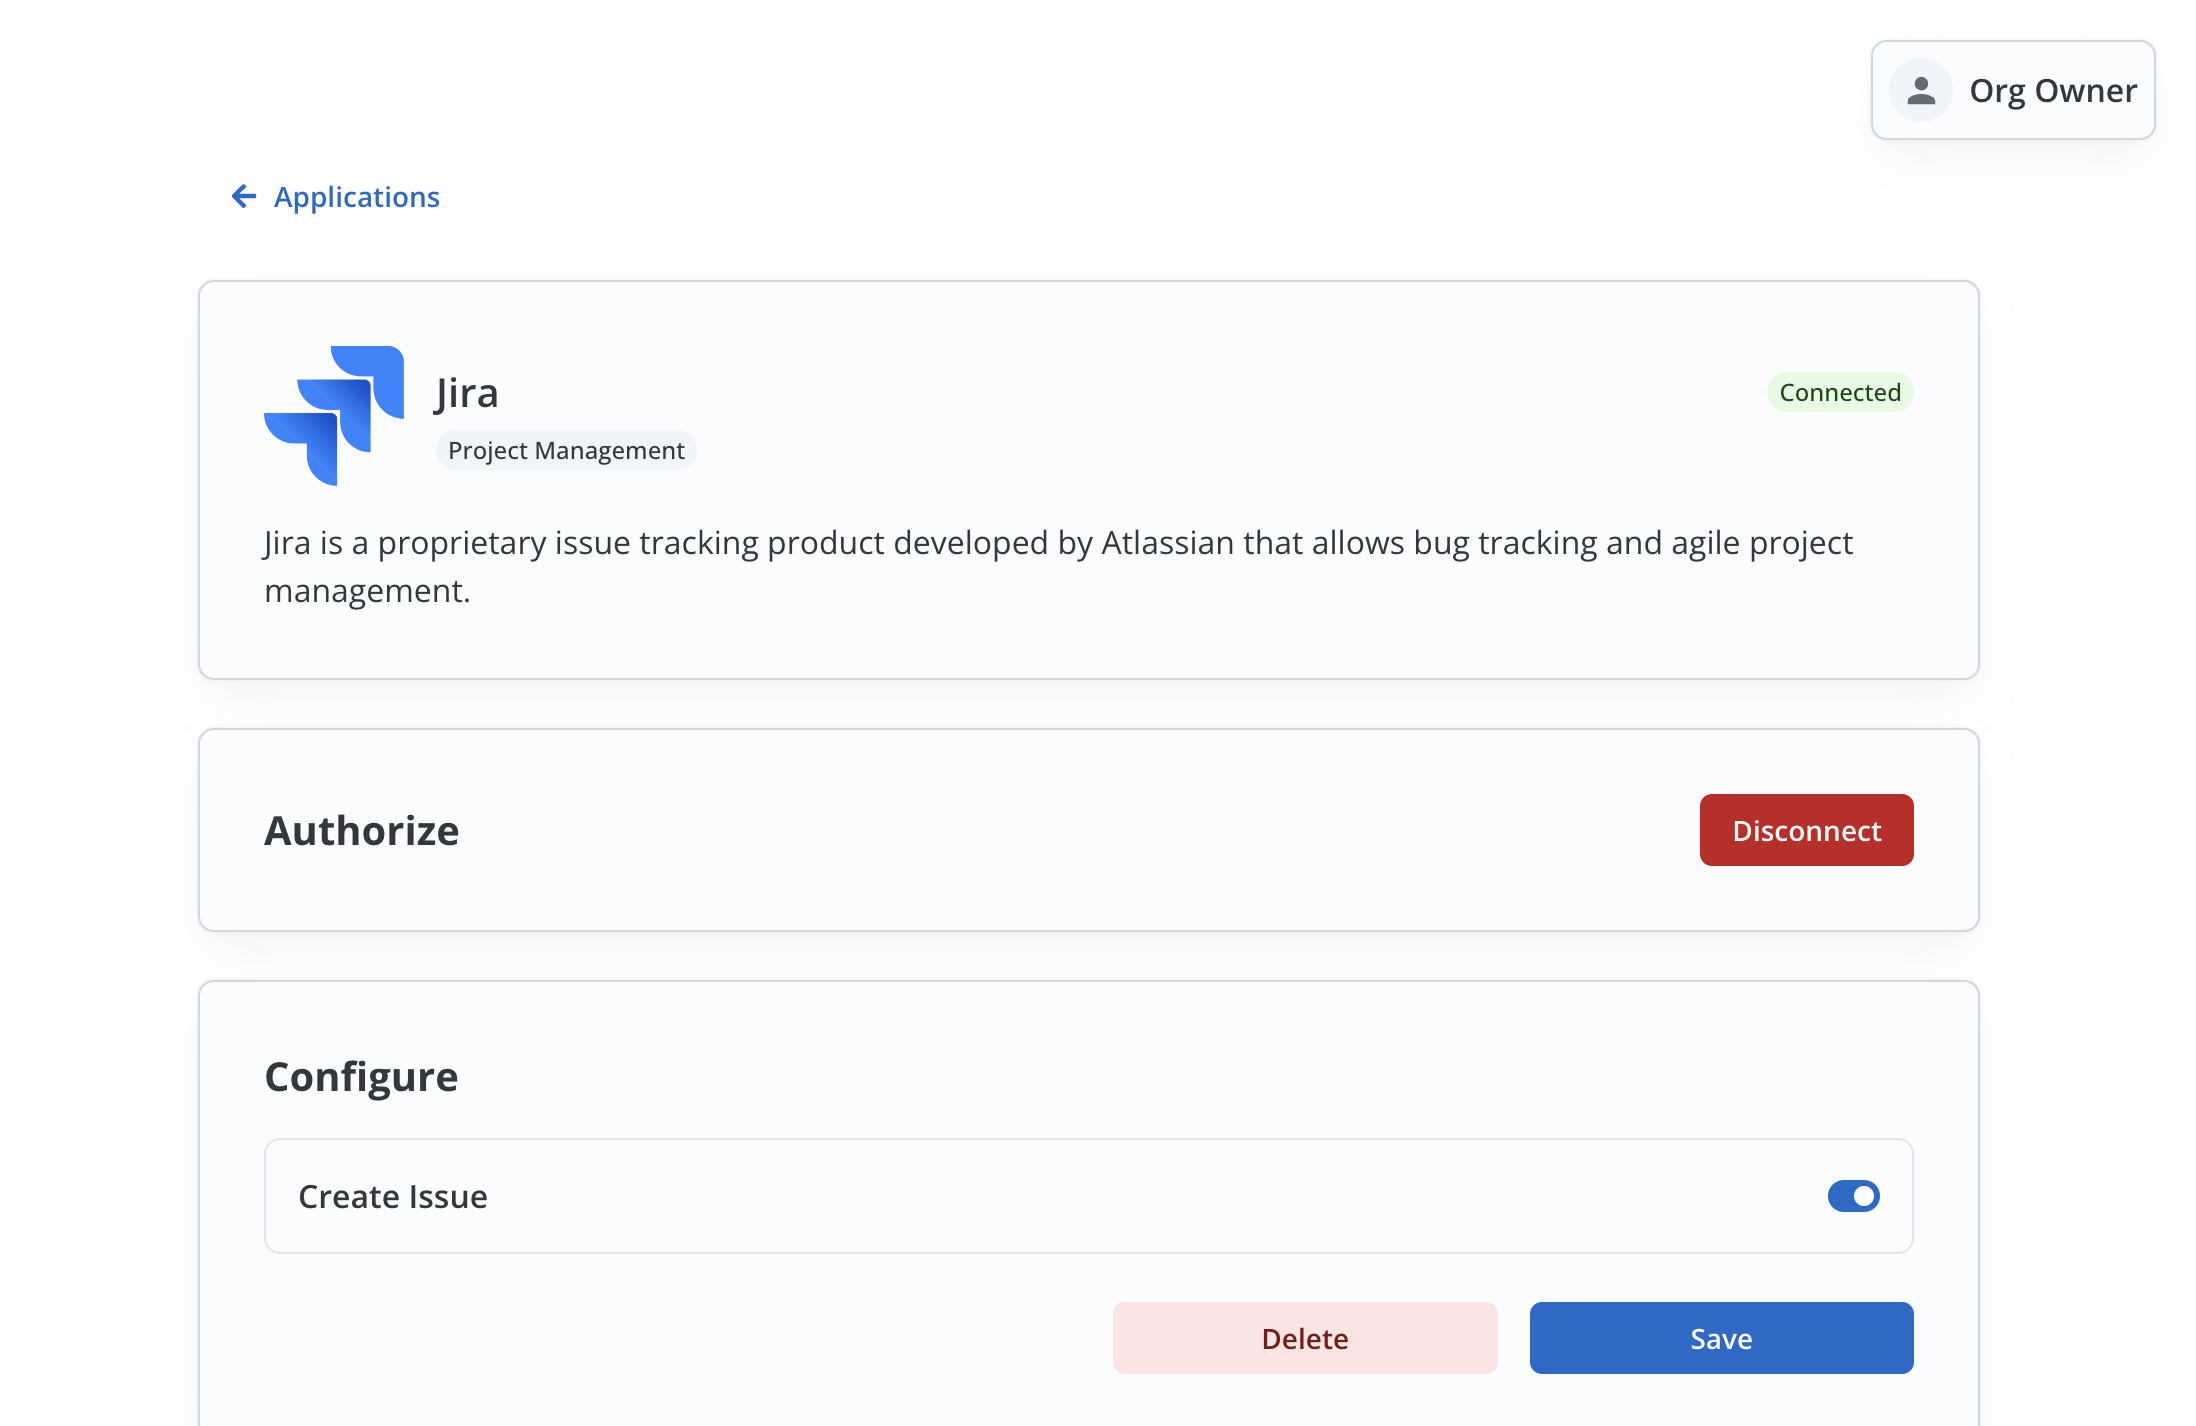 Org Owner
Applications
Jira
Connected
Project Management
Jira is a proprietary issue tracking product developed by Atlassian that allows bug tracking and agile project
management.
Authorize
Disconnect
Configure
Create Issue
Delete
Save